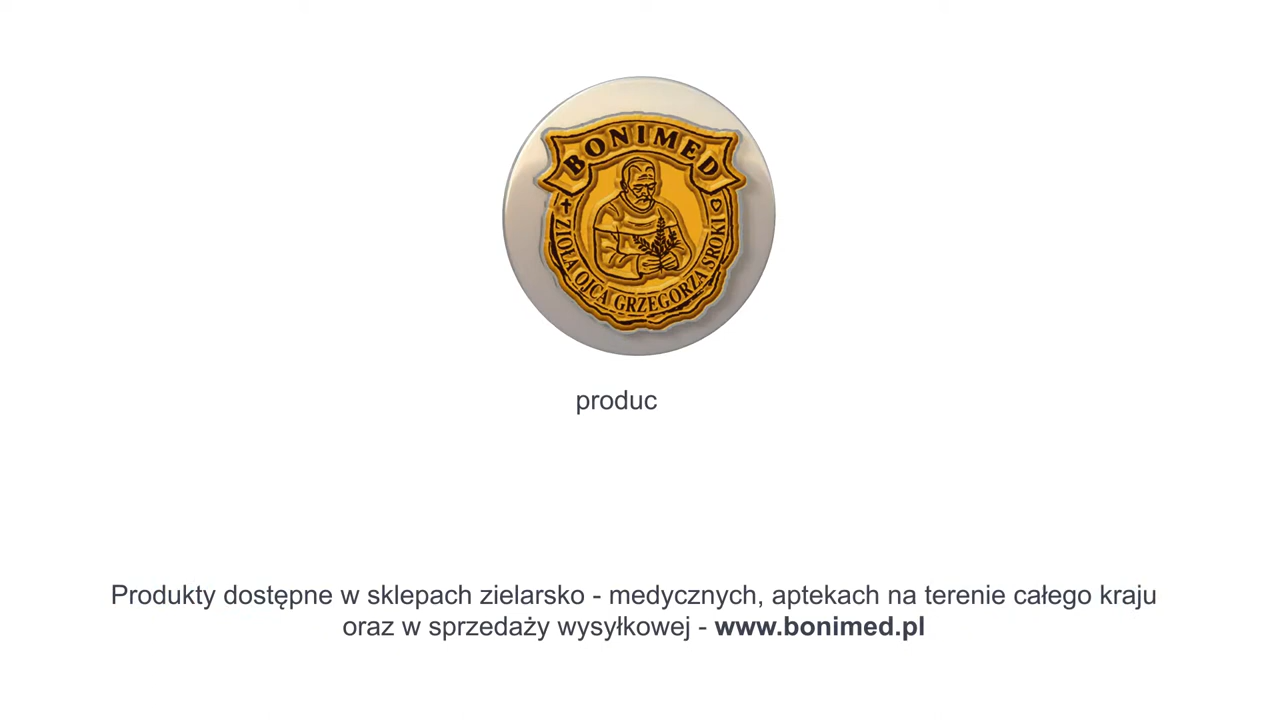 BONIMED
ZIOŁA OJCA GRZEGORZA SROKI
produc
Produkty dostępne w sklepach zielarsko - medycznych, aptekach na terenie całego kraju
oraz w sprzedaży wysyłkowej - www.bonimed.pl